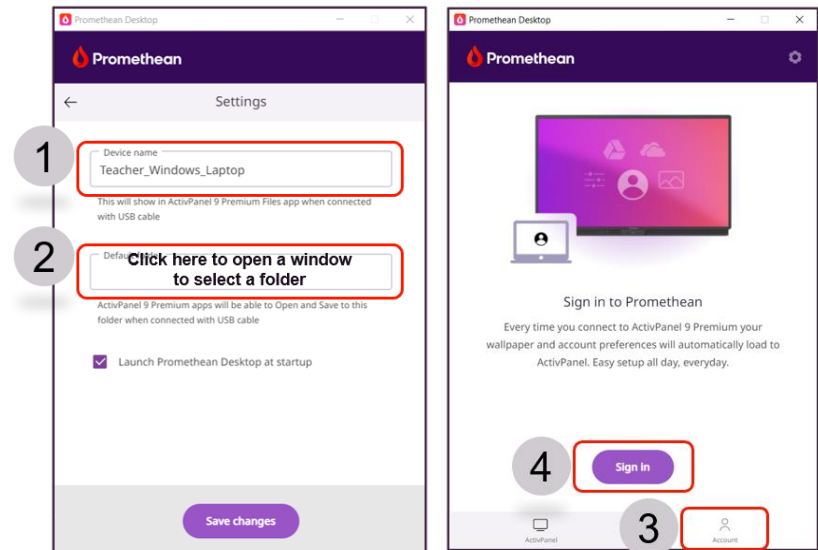 Promethean Desktop
Promethean
Settings
1
Device name
Teacher_Windows_Laptop
This will show in ActivPanel 9 Premium Files app when connected
with USB cable
2
Click here to open a window
to select a folder
ActivPanel 9 Premium apps will be able to Open and Save to this
folder when connected with USB cable
Launch Promethean Desktop at startup
Save changes
Promethean Desktop
Promethean
Sign in to Promethean
Every time you connect to ActivPanel 9 Premium your
wallpaper and account preferences will automatically load to
ActivPanel. Easy setup all day, everyday.
4
Sign in
ActivPanel
3
Account